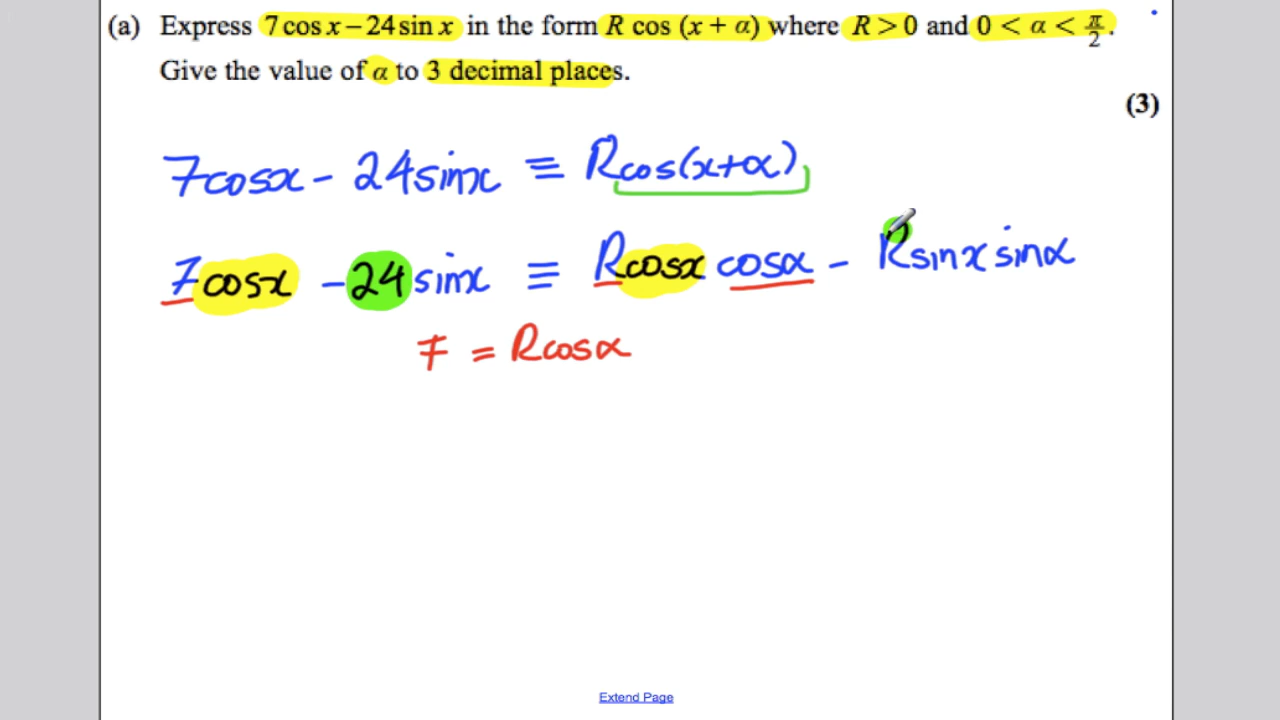 (a) Express 7 cos x – 24 sin x in the form R cos (x + α) where R > 0 and 0 < α < π/2.
Give the value of α to 3 decimal places.
(3)
7cosx - 24sinx ≡ Rcos(x+α)
7cosx - 24sinx ≡ Rcosx cosα - Rsinx sinα
7 = Rcosα
Extend Page